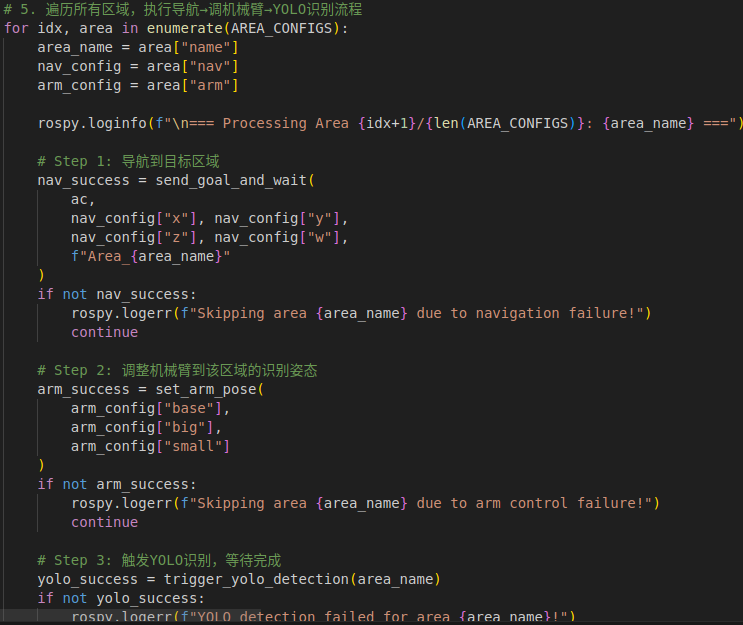 # 5. 遍历所有区域，执行导航→调机械臂→YOLO识别流程
for idx, area in enumerate(AREA_CONFIGS):
area_name = area["name"]
nav_config = area["nav"]
arm_config = area["arm"]
rospy.loginfo(f"\n=== Processing Area {idx+1}/{len(AREA_CONFIGS)}: {area_name} ===")
# Step 1: 导航到目标区域
nav_success = send_goal_and_wait(
ac,
nav_config["x"], nav_config["y"],
nav_config["z"], nav_config["w"],
f"Area_{area_name}"
)
if not nav_success:
rospy.logerr(f"Skipping area {area_name} due to navigation failure!")
continue
# Step 2: 调整机械臂到该区域的识别姿态
arm_success = set_arm_pose(
arm_config["base"],
arm_config["big"],
arm_config["small"]
)
if not arm_success:
rospy.logerr(f"Skipping area {area_name} due to arm control failure!")
continue
# Step 3: 触发YOLO识别，等待完成
yolo_success = trigger_yolo_detection(area_name)
if not yolo_success:
rospy.logerr(f"YOLO detection failed for area {area_name}!")